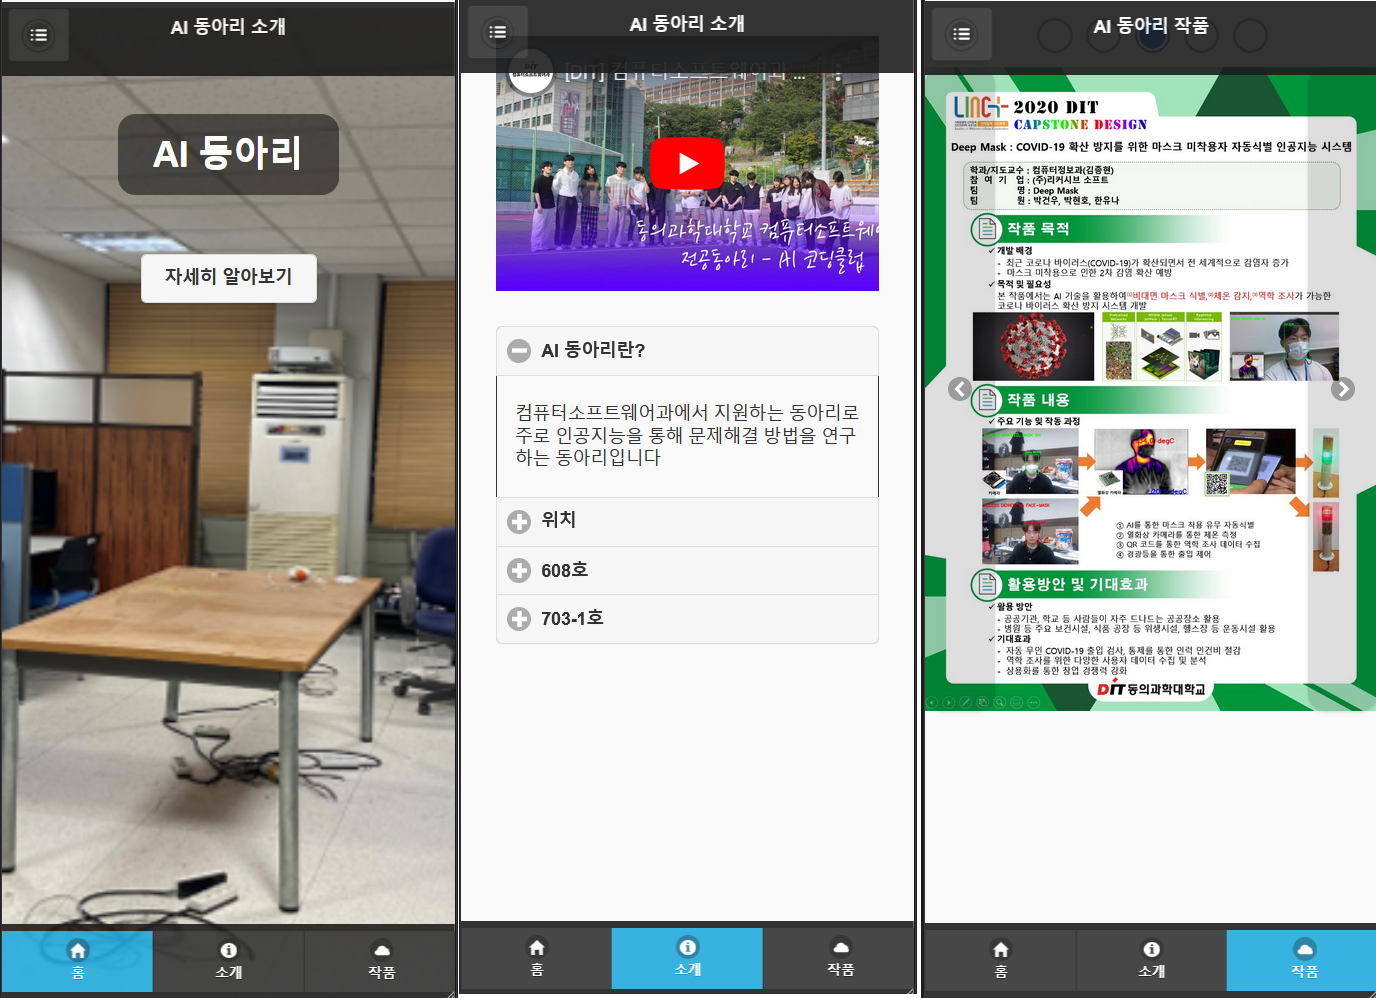 AI 동아리 소개
AI 동아리
자세히 알아보기
홈
소개
작품
AI 동아리 소개
[DIT] 컴퓨터소프트웨어과 ...
동의과학대학교 컴퓨터소프트웨어
전공동아리 - AI 코딩클럽
AI 동아리란?
컴퓨터소프트웨어과에서 지원하는 동아리로
주로 인공지능을 통해 문제해결 방법을 연구
하는 동아리입니다
위치
608호
703-1호
홈
소개
작품
AI 동아리 작품
LINC+ 2020 DIT
CAPSTONE DESIGN
Deep Mask : COVID-19 확산 방지를 위한 마스크 미착용자 자동식별 인공지능 시스템
학과/지도교수 : 컴퓨터정보과(김종현)
참 여 기 업 : (주)리커시브 소프트
팀 명 : Deep Mask
팀 원 : 박건우, 박현호, 한유나
작품 목적
✓ 개발 배경
- 최근 코로나 바이러스(COVID-19)가 확산되면서 전 세계적으로 감염자 증가
- 마스크 미착용으로 인한 2차 감염 확산 예방
✓ 목적 및 필요성
본 작품에서는 AI 기술을 활용하여 ⁽¹⁾비대면 마스크 식별,⁽²⁾체온 감지,⁽³⁾역학 조사가 가능한
코로나 바이러스 확산 방지 시스템 개발
작품 내용
✓ 주요 기능 및 작동 과정
카메라
열화상 카메라
① AI를 통한 마스크 착용 유무 자동식별
② 열화상 카메라를 통한 체온 측정
③ QR 코드를 통한 역학 조사 데이터 수집
④ 경광등을 통한 출입 제어
활용방안 및 기대효과
✓ 활용 방안
- 공공기관, 학교 등 사람들이 자주 드나드는 공공장소 활용
- 병원 등 주요 보건시설, 식품 공장 등 위생시설, 헬스장 등 운동시설 활용
✓ 기대효과
- 자동 무인 COVID-19 출입 검사, 통제를 통한 인력 인건비 절감
- 역학 조사를 위한 다양한 사용자 데이터 수집 및 분석
- 상용화를 통한 창업 경쟁력 강화
DIT 동의과학대학교
홈
소개
작품